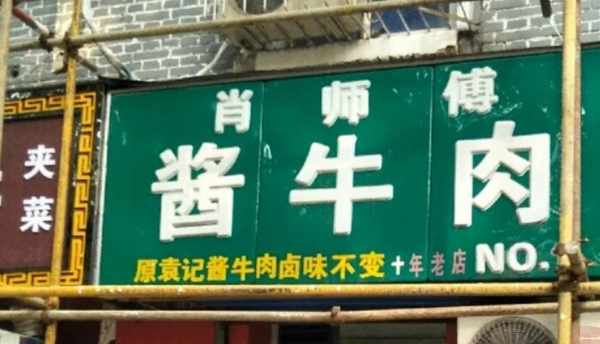 肖师傅
酱牛肉
原袁记酱牛肉卤味不变 十年老店 NO.
夹
菜